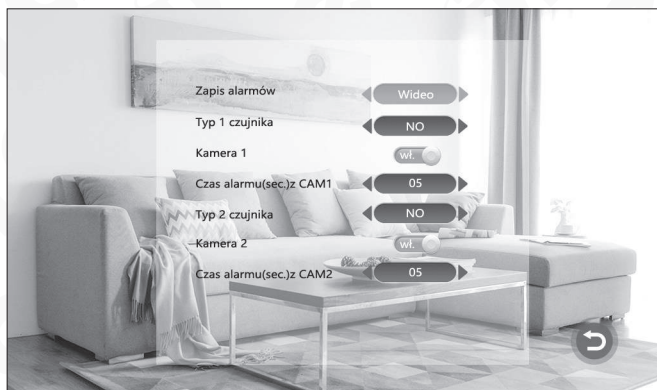 Zapis alarmów Wideo
Typ 1 czujnika NO
Kamera 1 wł.
Czas alarmu(sec.)z CAM1 05
Typ 2 czujnika NO
Kamera 2 wł.
Czas alarmu(sec.)z CAM2 05